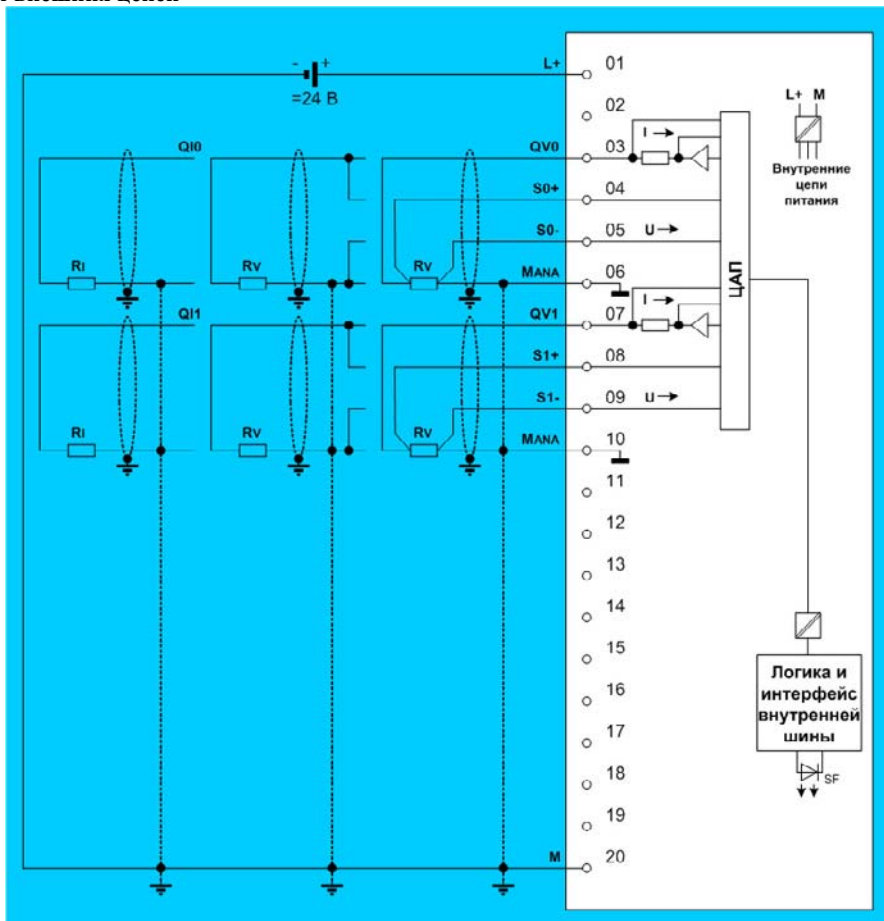 - +
L+
01
=24 В
02
L+ M
QI0
QV0
03
I
Внутренние
цепи
питания
S0+
04
S0-
05
U
RI
RV
RV
MANA
06
ЦАП
I
QI1
QV1
07
S1+
08
S1-
09
U
RI
RV
RV
MANA
10
11
12
13
14
15
16
17
18
19
Логика и
интерфейс
внутренней
шины
SF
M
20